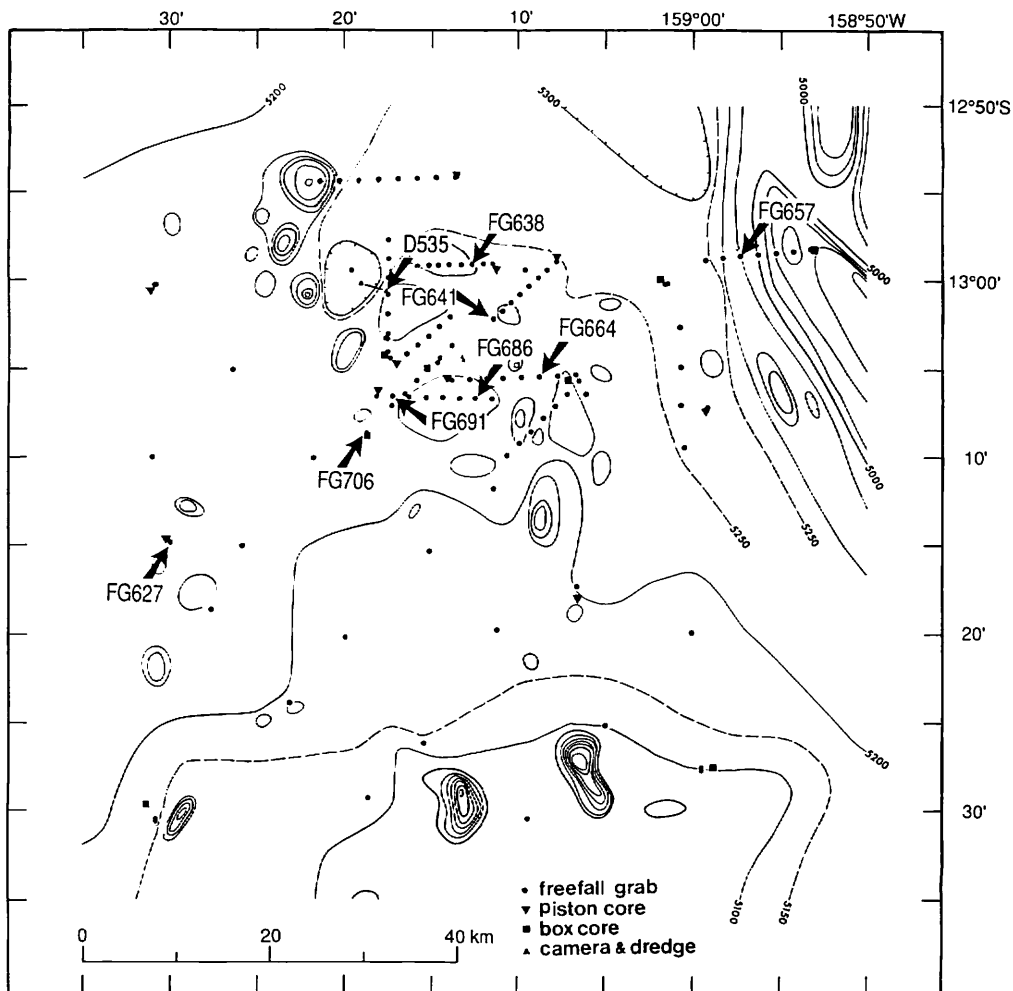 30' 20' 10' 159°00' 158°50'W
5200
5300
5000
12°50'S
FG638
FG657
D535
5000
13°00'
FG641
FG664
FG686
FG691
FG706
10'
5000
5250
5250
FG627
20'
5200
30'
freefall grab
piston core
box core
camera & dredge
5100
5150
0 20 40 km